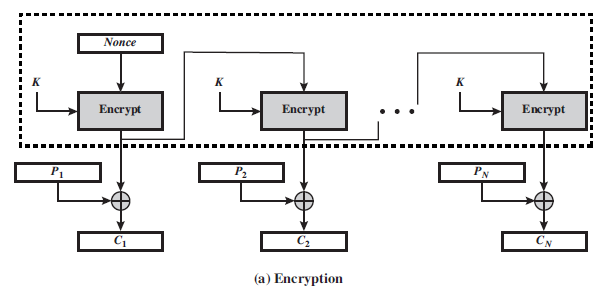 Nonce
K
K
K
Encrypt
Encrypt
• • •
Encrypt
P1
P2
PN
C1
C2
CN
(a) Encryption